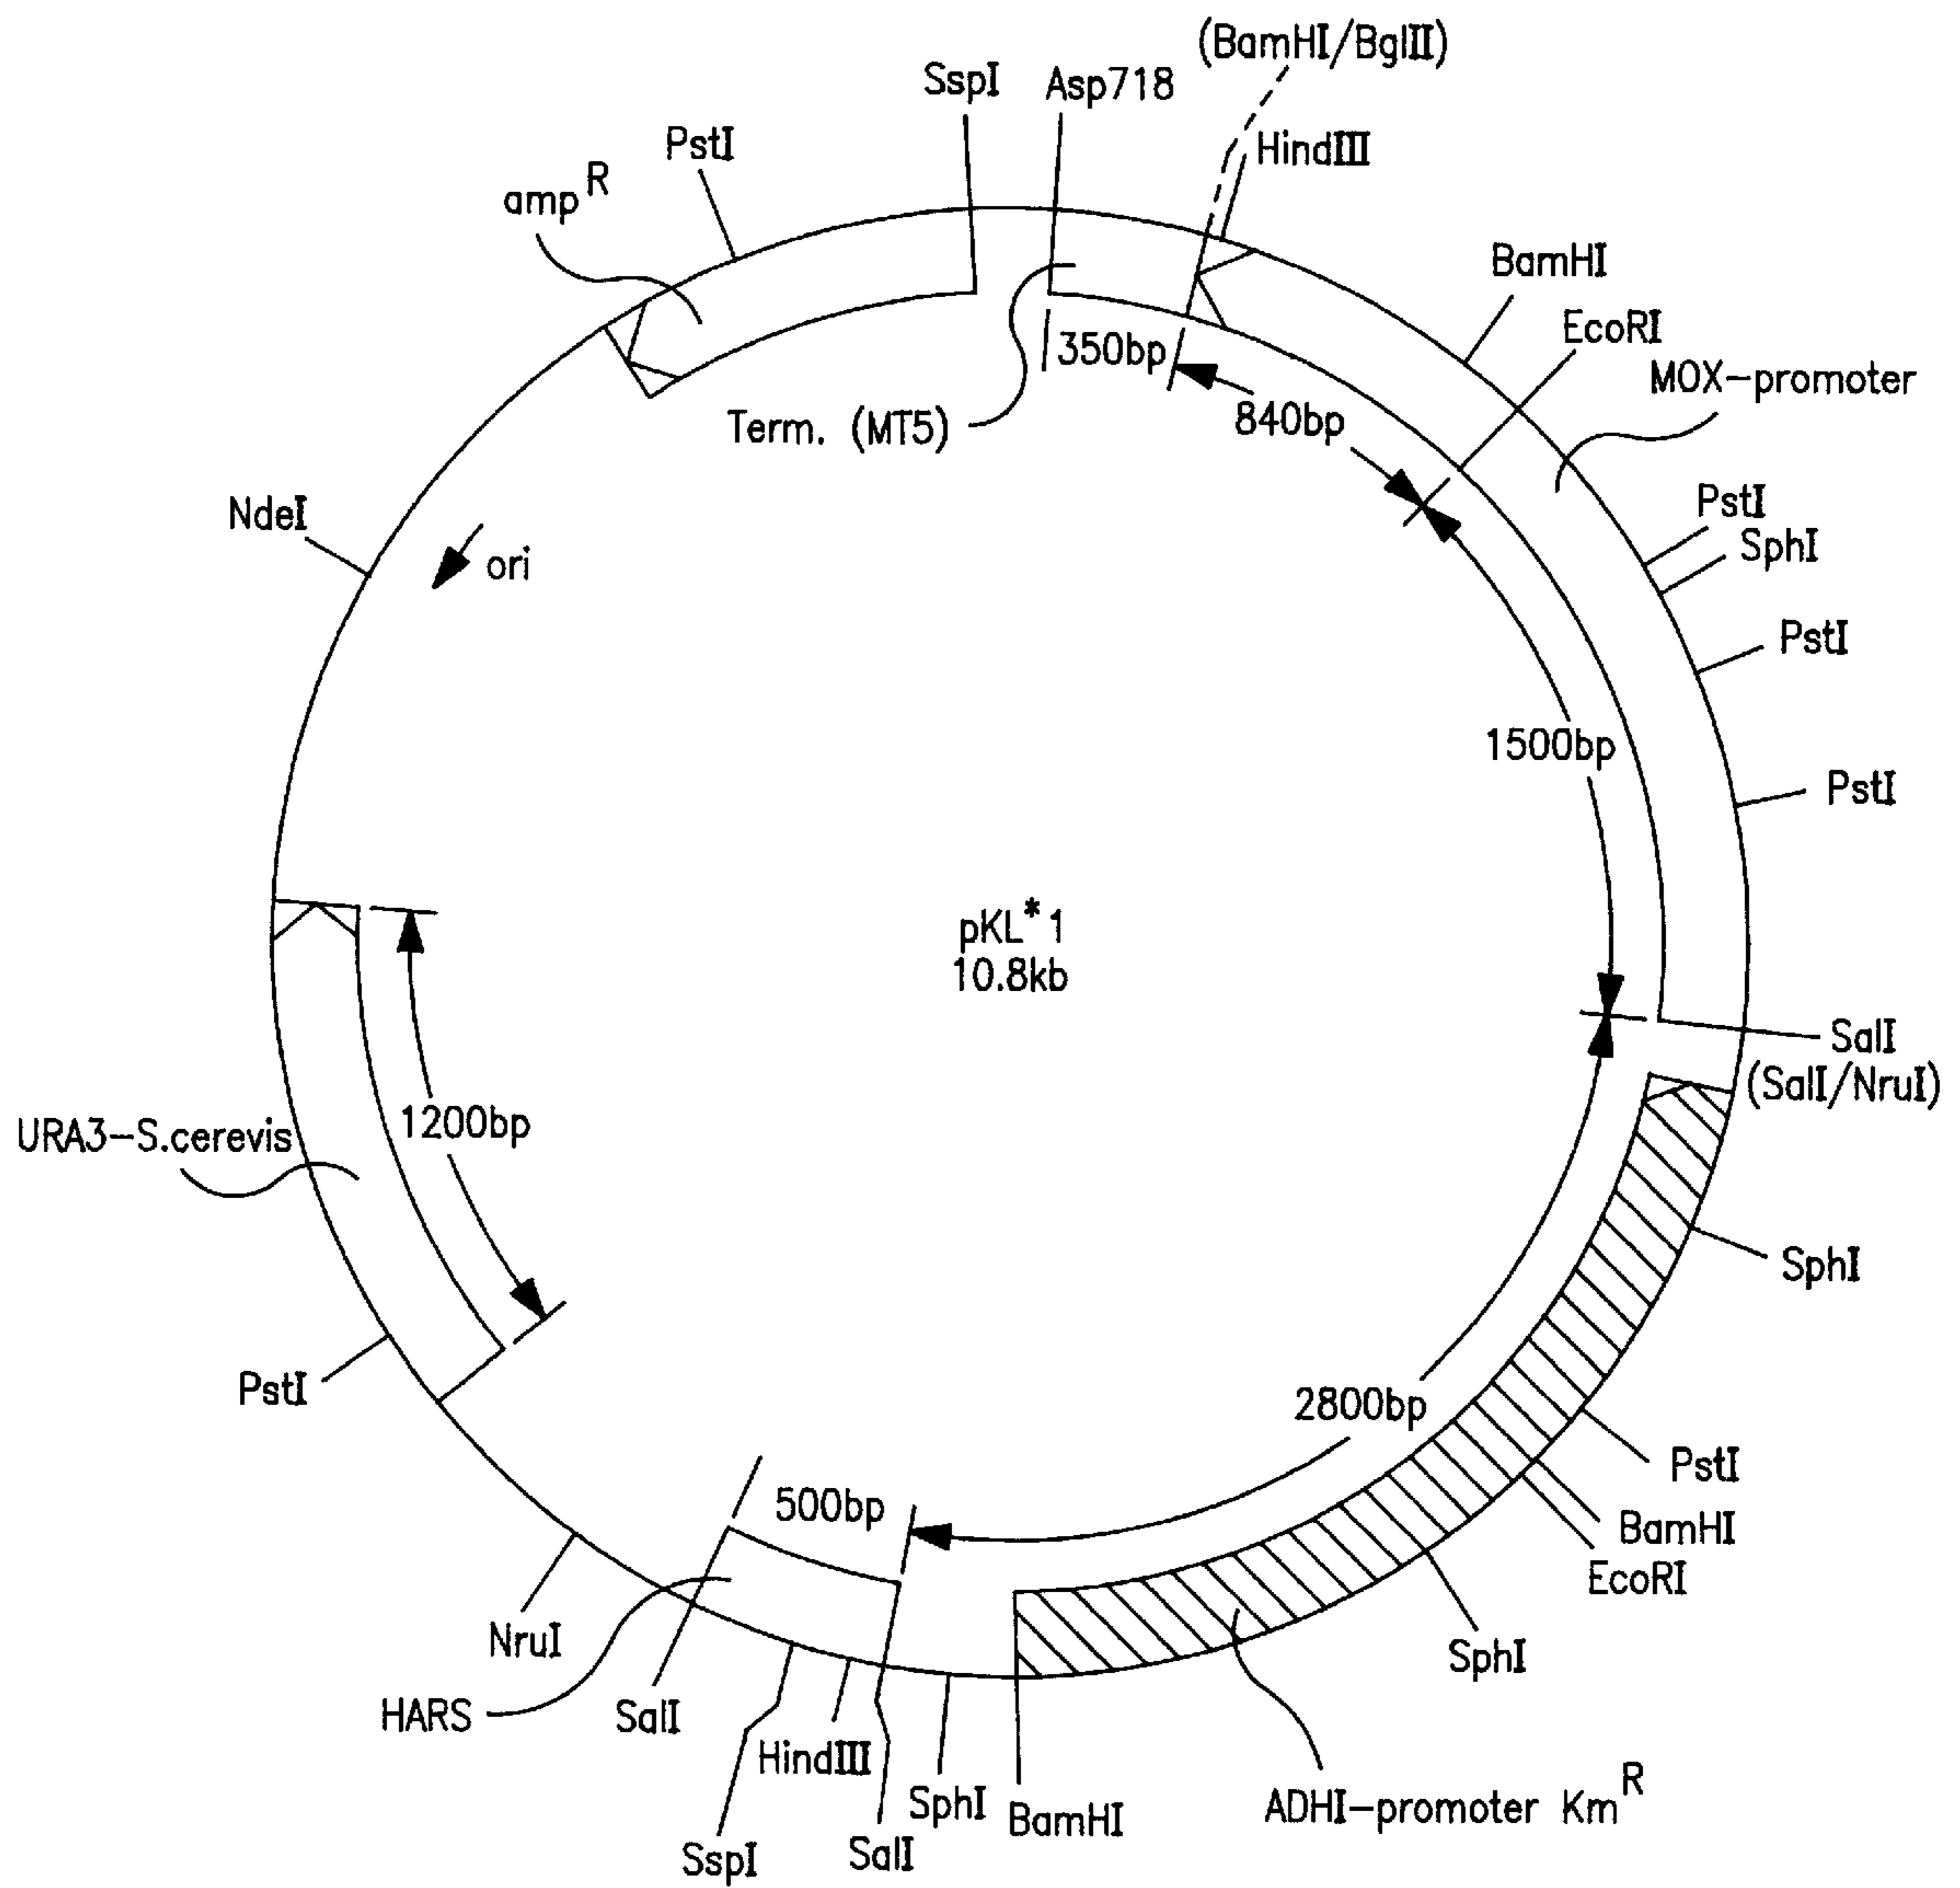 (BamHI/BglII)
SspI
Asp718
HindIII
PstI
amp R
BamHI
EcoRI
MOX-promoter
350bp
840bp
Term. (MT5)
PstI
SphI
NdeI
ori
PstI
1500bp
PstI
pKL*1
10.8kb
SalI
(SalI/NruI)
1200bp
URA3-S.cerevis
SphI
PstI
2800bp
PstI
500bp
BamHI
EcoRI
NruI
SphI
HARS
SalI
HindIII
SphI
BamHI
ADHI-promoter Km R
SspI
SalI